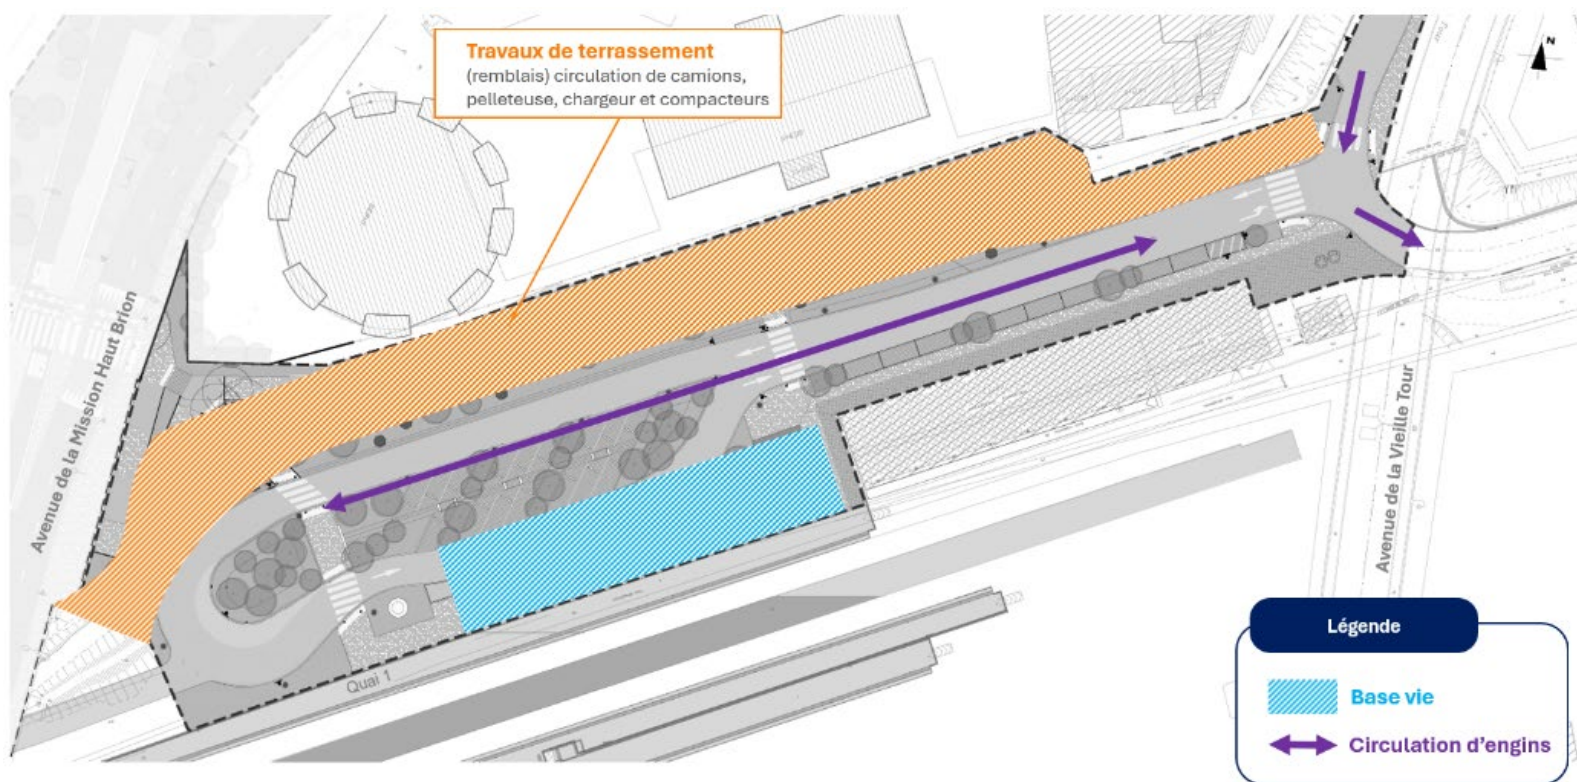 Travaux de terrassement
(remblais) circulation de camions,
pelleteuse, chargeur et compacteurs
N
Avenue de la Mission Haut Brion
Avenue de la Vieille Tour
Quai 1
Légende
Base vie
Circulation d'engins